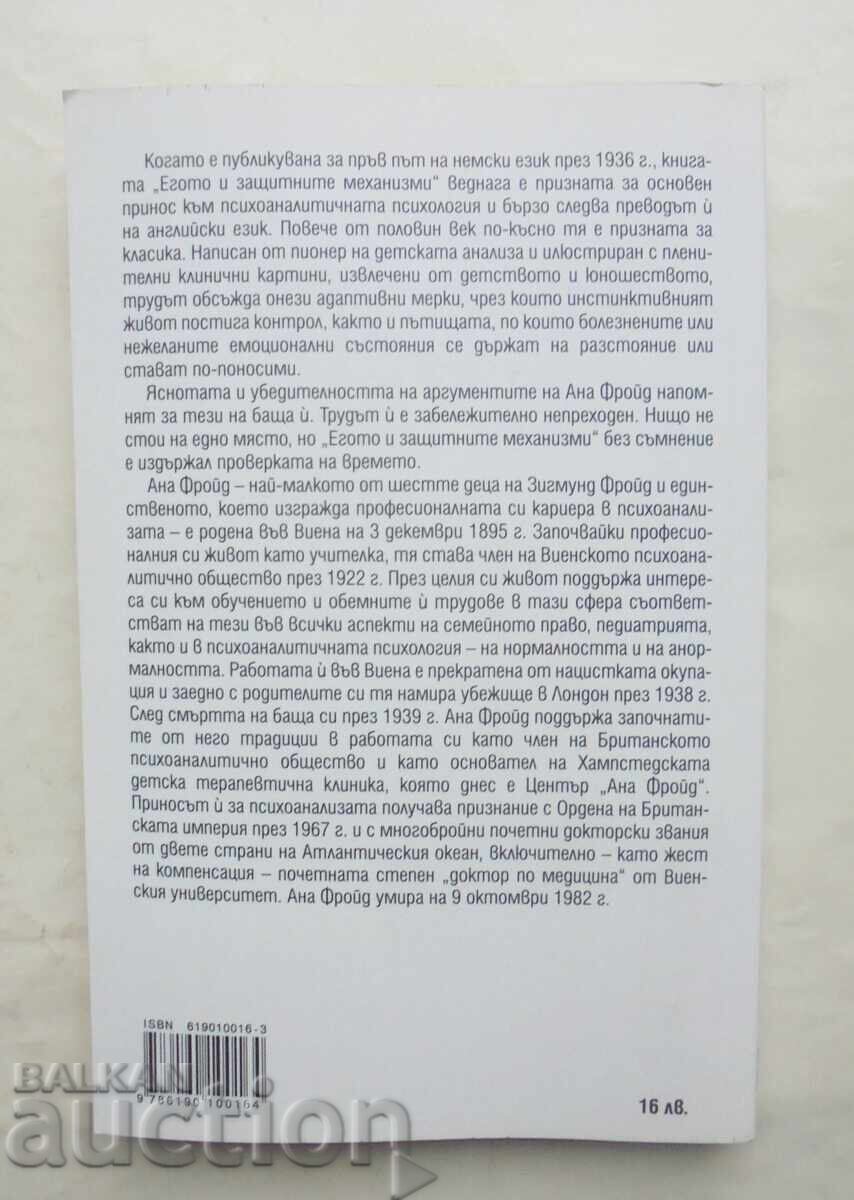 Когато е публикувана за пръв път на немски език през 1936 г., книга-
та „Егото и защитните механизми“ веднага е призната за основен
принос към психоаналитичната психология и бързо следва преводът ѝ
на английски език. Повече от половин век по-късно тя е призната за
класика. Написан от пионер на детската анализа и илюстриран с плени-
телни клинични картини, извлечени от детството и юношеството,
трудът обсъжда онези адаптивни мерки, чрез които инстинктивният
живот постига контрол, както и пътищата, по които болезнените или
нежеланите емоционални състояния се държат на разстояние или
стават по-поносими.
Яснотата и убедителността на аргументите на Ана Фройд напом-
нят за тези на баща ѝ. Трудът ѝ е забележително непреходен. Нищо не
стои на едно място, но „Егото и защитните механизми“ без съмнение
е издържал проверката на времето.
Ана Фройд – най-малкото от шестте деца на Зигмунд Фройд и един-
ственото, което изгражда професионалната си кариера в психоанали-
зата – е родена във Виена на 3 декември 1895 г. Започвайки професио-
налния си живот като учителка, тя става член на Виенското психоана-
литично общество през 1922 г. През целия си живот поддържа интере-
са си към обучението и обемните ѝ трудове в тази сфера съответ-
стват на тези във всички аспекти на семейното право, педиатрията,
както и в психоаналитичната психология – на нормалността и на анор-
малността. Работата ѝ във Виена е прекратена от нацистката окупа-
ция и заедно с родителите си тя намира убежище в Лондон през 1938 г.
След смъртта на баща си през 1939 г. Ана Фройд поддържа започнати-
те от него традиции в работата си като член на Британското
психоаналитично общество и като основател на Хампстедската
детска терапевтична клиника, която днес е Център „Ана Фройд“.
Приносът ѝ за психоанализата получава признание с Ордена на Британ-
ската империя през 1967 г. и с многобройни почетни докторски звания
от двете страни на Атлантическия океан, включително – като жест
на компенсация – почетната степен „доктор по медицина“ от Виен-
ския университет. Ана Фройд умира на 9 октомври 1982 г.
ISBN 619010016-3
9 786190 100164
16 лв.
BALKAN
auction